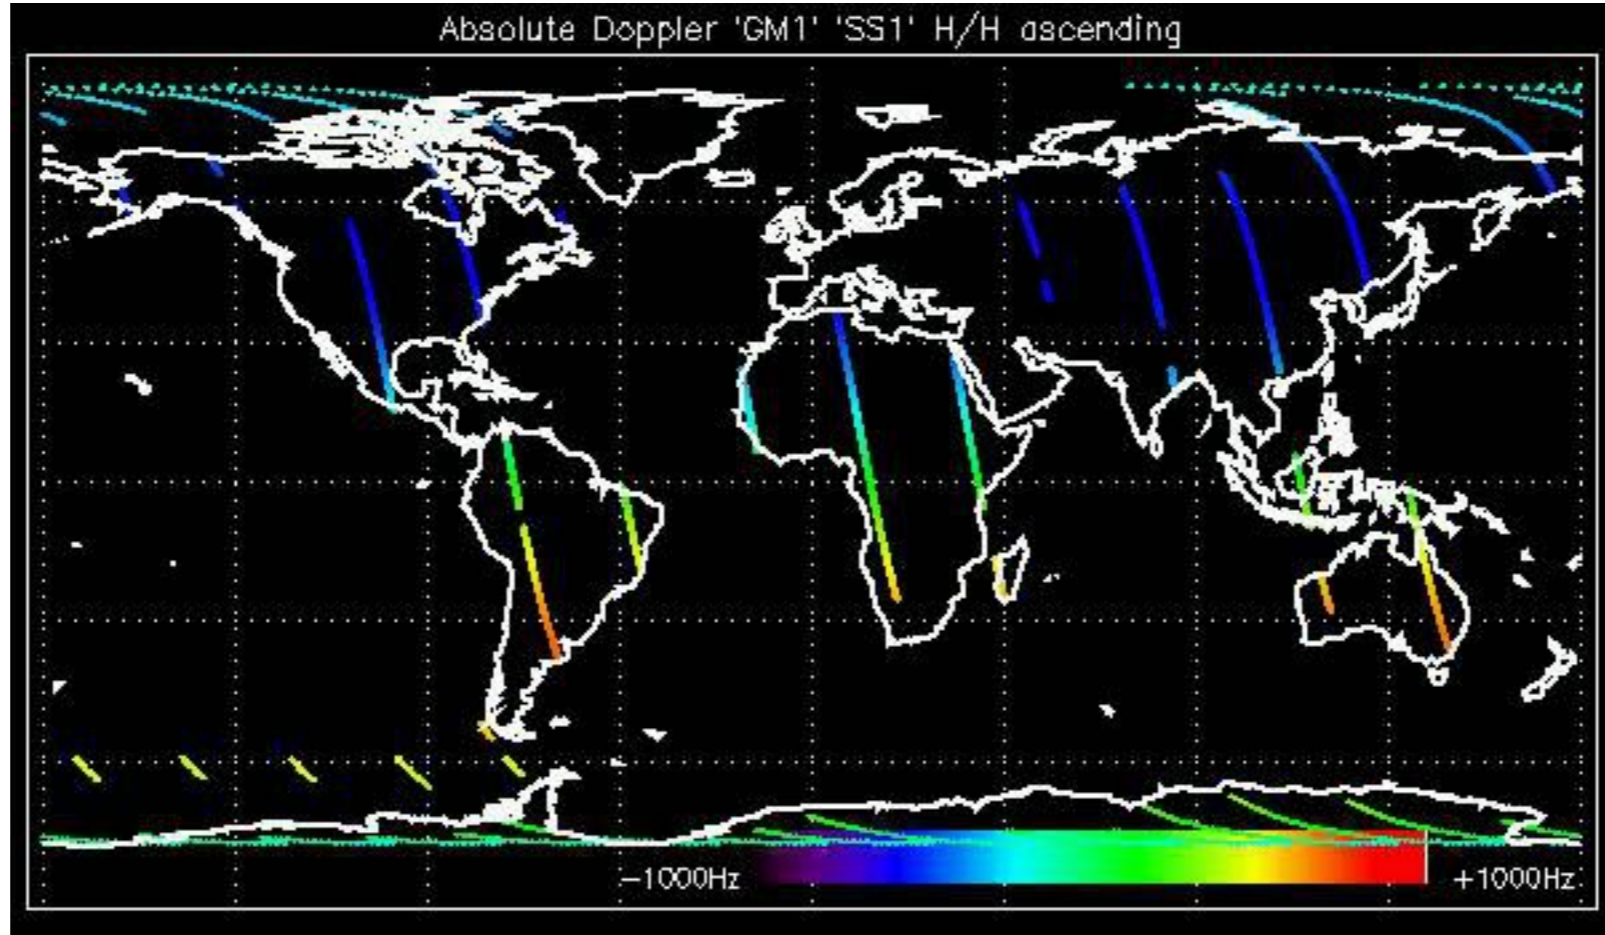 Absolute Doppler 'GM1' 'SS1' H/H ascending
−1000Hz
+1000Hz